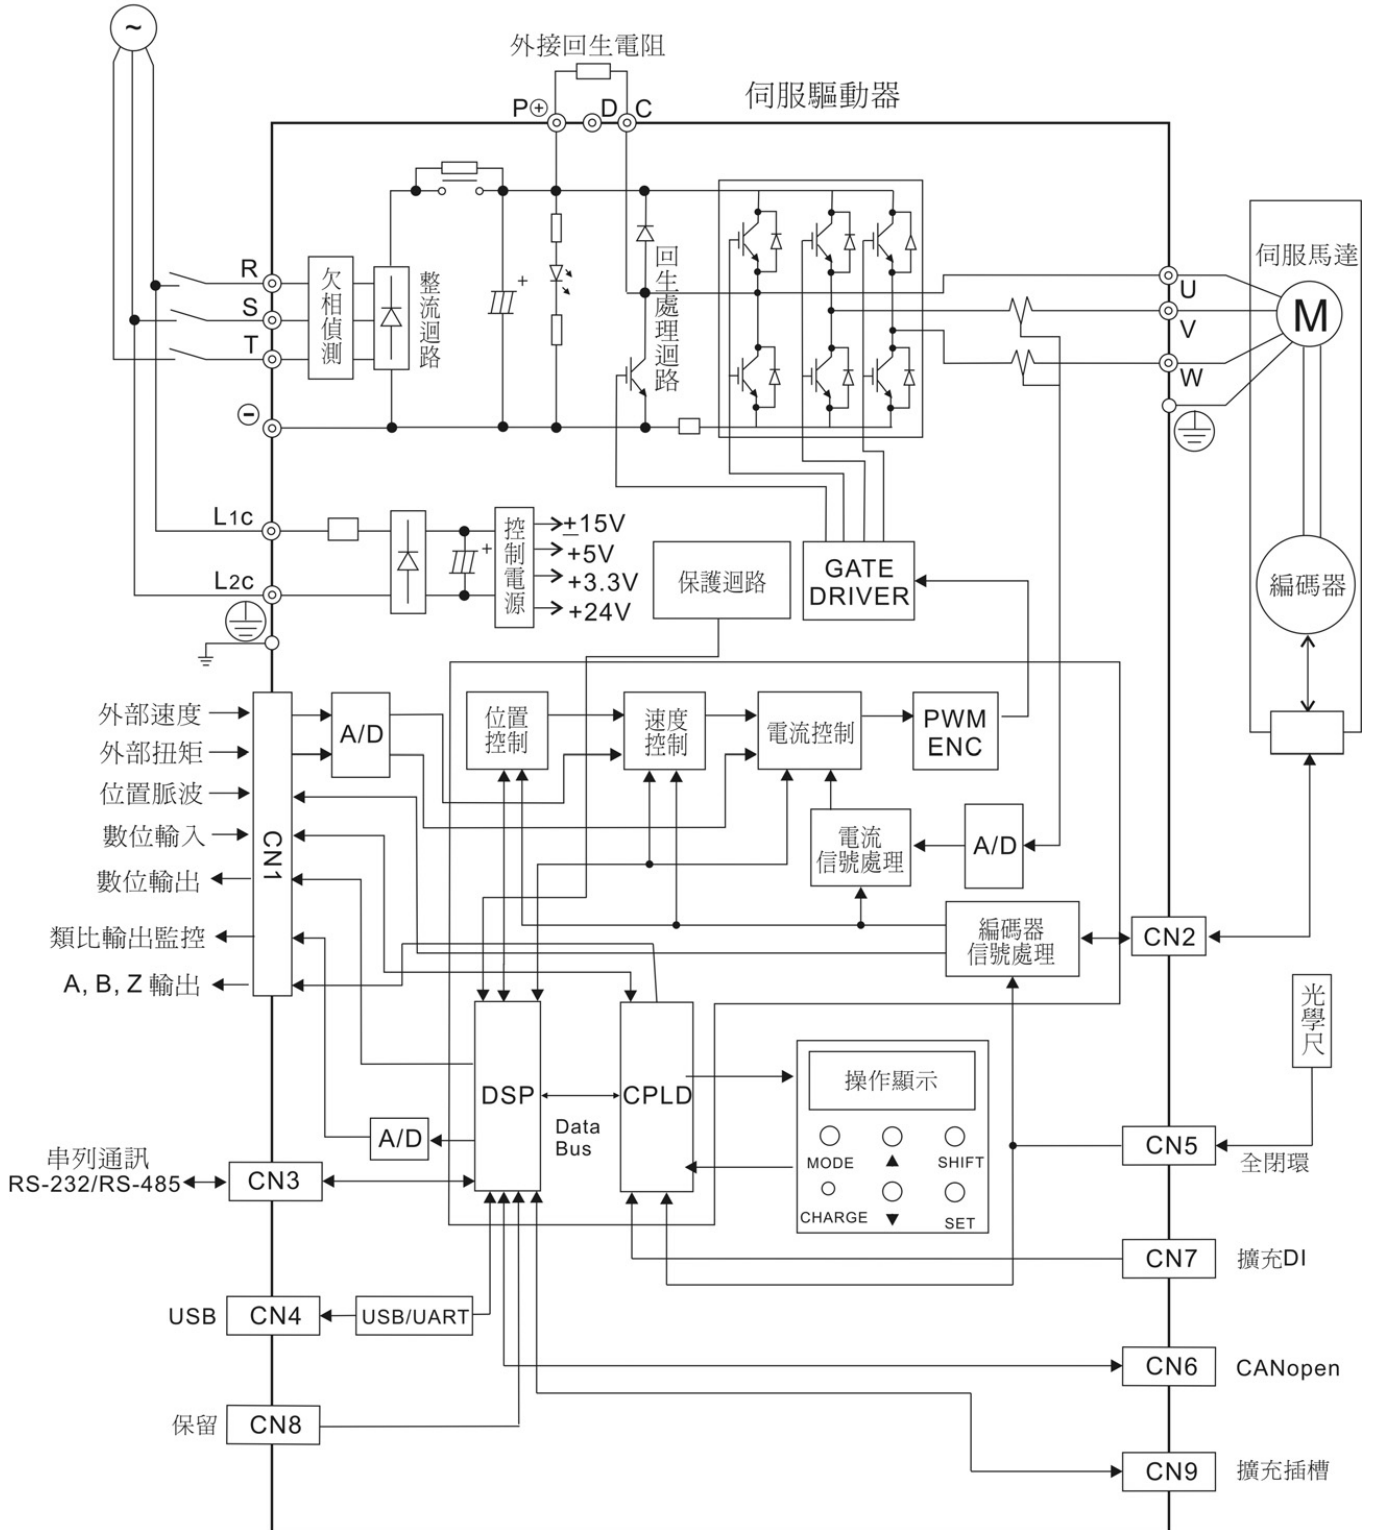 ~
外接回生電阻
P⊕
D
C
伺服驅動器
R
S
T
⊖
欠相偵測
整流迴路
+
回生處理迴路
U
V
W
伺服馬達
M
編碼器
L1c
L2c
+
控制電源
±15V
+5V
+3.3V
+24V
保護迴路
GATE
DRIVER
外部速度
外部扭矩
位置脈波
數位輸入
數位輸出
類比輸出監控
A, B, Z 輸出
CN1
A/D
位置
控制
速度
控制
電流控制
PWM
ENC
電流
信號處理
A/D
編碼器
信號處理
CN2
光學尺
DSP
Data
Bus
CPLD
操作顯示
MODE
▲
SHIFT
CHARGE
▼
SET
A/D
串列通訊
RS-232/RS-485
CN3
CN5
全閉環
CN7
擴充DI
USB
CN4
USB/UART
CN6
CANopen
保留
CN8
CN9
擴充插槽